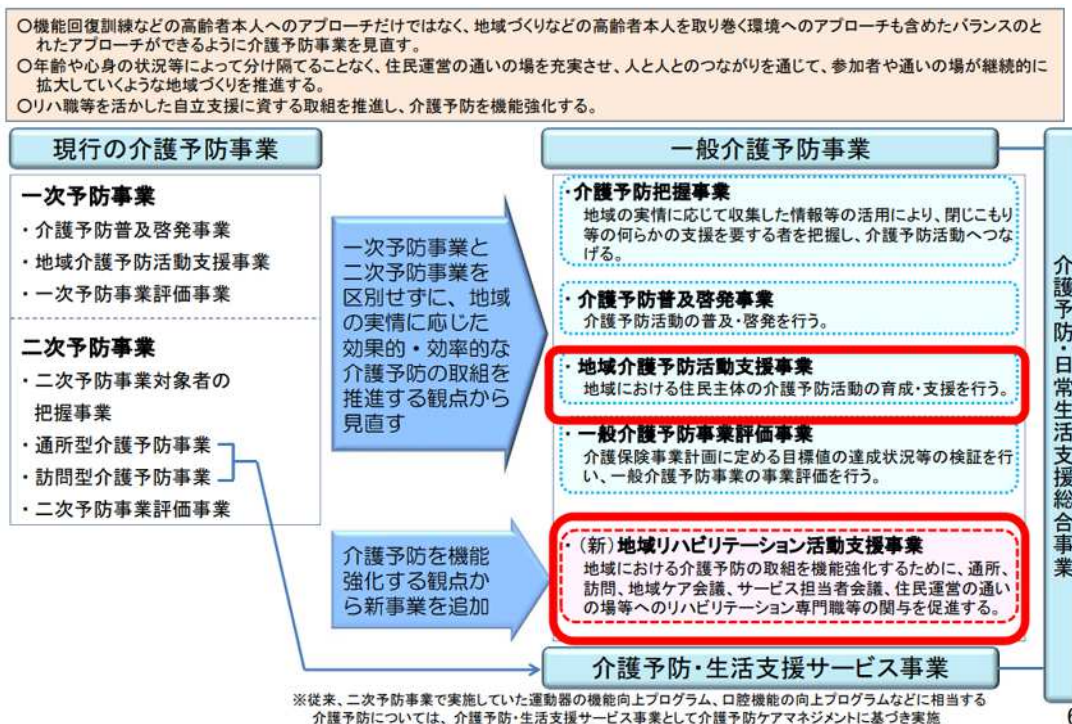 ○機能回復訓練などの高齢者本人へのアプローチだけではなく、地域づくりなどの高齢者本人を取り巻く環境へのアプローチも含めたバランスのと
れたアプローチができるように介護予防事業を見直す。
○年齢や心身の状況等によって分け隔てることなく、住民運営の通いの場を充実させ、人と人とのつながりを通じて、参加者や通いの場が継続的に
拡大していくような地域づくりを推進する。
○リハ職等を活かした自立支援に資する取組を推進し、介護予防を機能強化する。
現行の介護予防事業
一次予防事業
・介護予防普及啓発事業
・地域介護予防活動支援事業
・一次予防事業評価事業
二次予防事業
・二次予防事業対象者の
把握事業
・通所型介護予防事業
・訪問型介護予防事業
・二次予防事業評価事業
一次予防事業と
二次予防事業を
区別せずに、地域
の実情に応じた
効果的・効率的な
介護予防の取組を
推進する観点から
見直す
介護予防を機能
強化する観点か
ら新事業を追加
一般介護予防事業
・介護予防把握事業
地域の実情に応じて収集した情報等の活用により、閉じこもり
等の何らかの支援を要する者を把握し、介護予防活動へつな
げる。
・介護予防普及啓発事業
介護予防活動の普及・啓発を行う。
・地域介護予防活動支援事業
地域における住民主体の介護予防活動の育成・支援を行う。
・一般介護予防事業評価事業
介護保険事業計画に定める目標値の達成状況等の検証を行
い、一般介護予防事業の事業評価を行う。
・（新）地域リハビリテーション活動支援事業
地域における介護予防の取組を機能強化するために、通所、
訪問、地域ケア会議、サービス担当者会議、住民運営の通い
の場等へのリハビリテーション専門職等の関与を促進する。
介護予防・生活支援サービス事業
介護予防・日常生活支援総合事業
※従来、二次予防事業で実施していた運動器の機能向上プログラム、口腔機能の向上プログラムなどに相当する
介護予防については、介護予防・生活支援サービス事業として介護予防ケアマネジメントに基づき実施